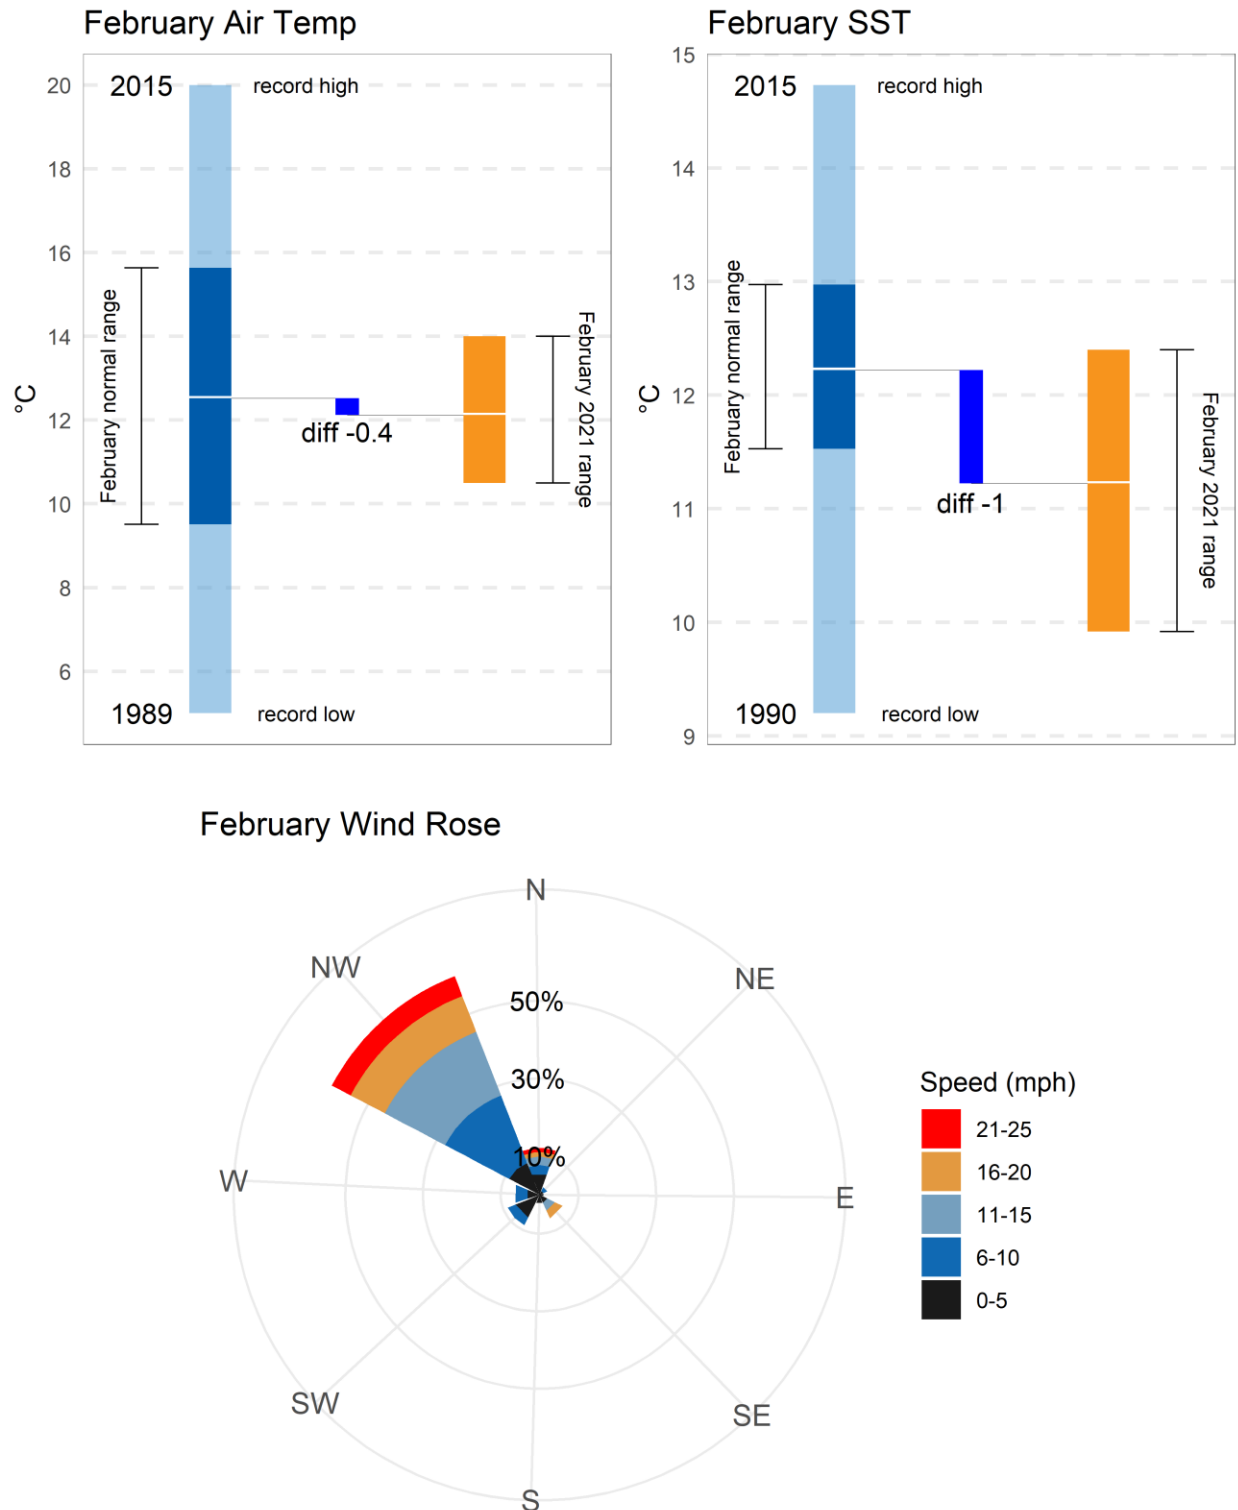 February Air Temp
20
18
16
14
12
10
8
6
°C
2015
record high
February normal range
diff -0.4
February 2021 range
1989
record low
February SST
15
14
13
12
11
10
9
°C
2015
record high
February normal range
diff -1
February 2021 range
1990
record low
February Wind Rose
N
NW
NE
50%
30%
10%
W
E
SW
SE
S
Speed (mph)
21-25
16-20
11-15
6-10
0-5